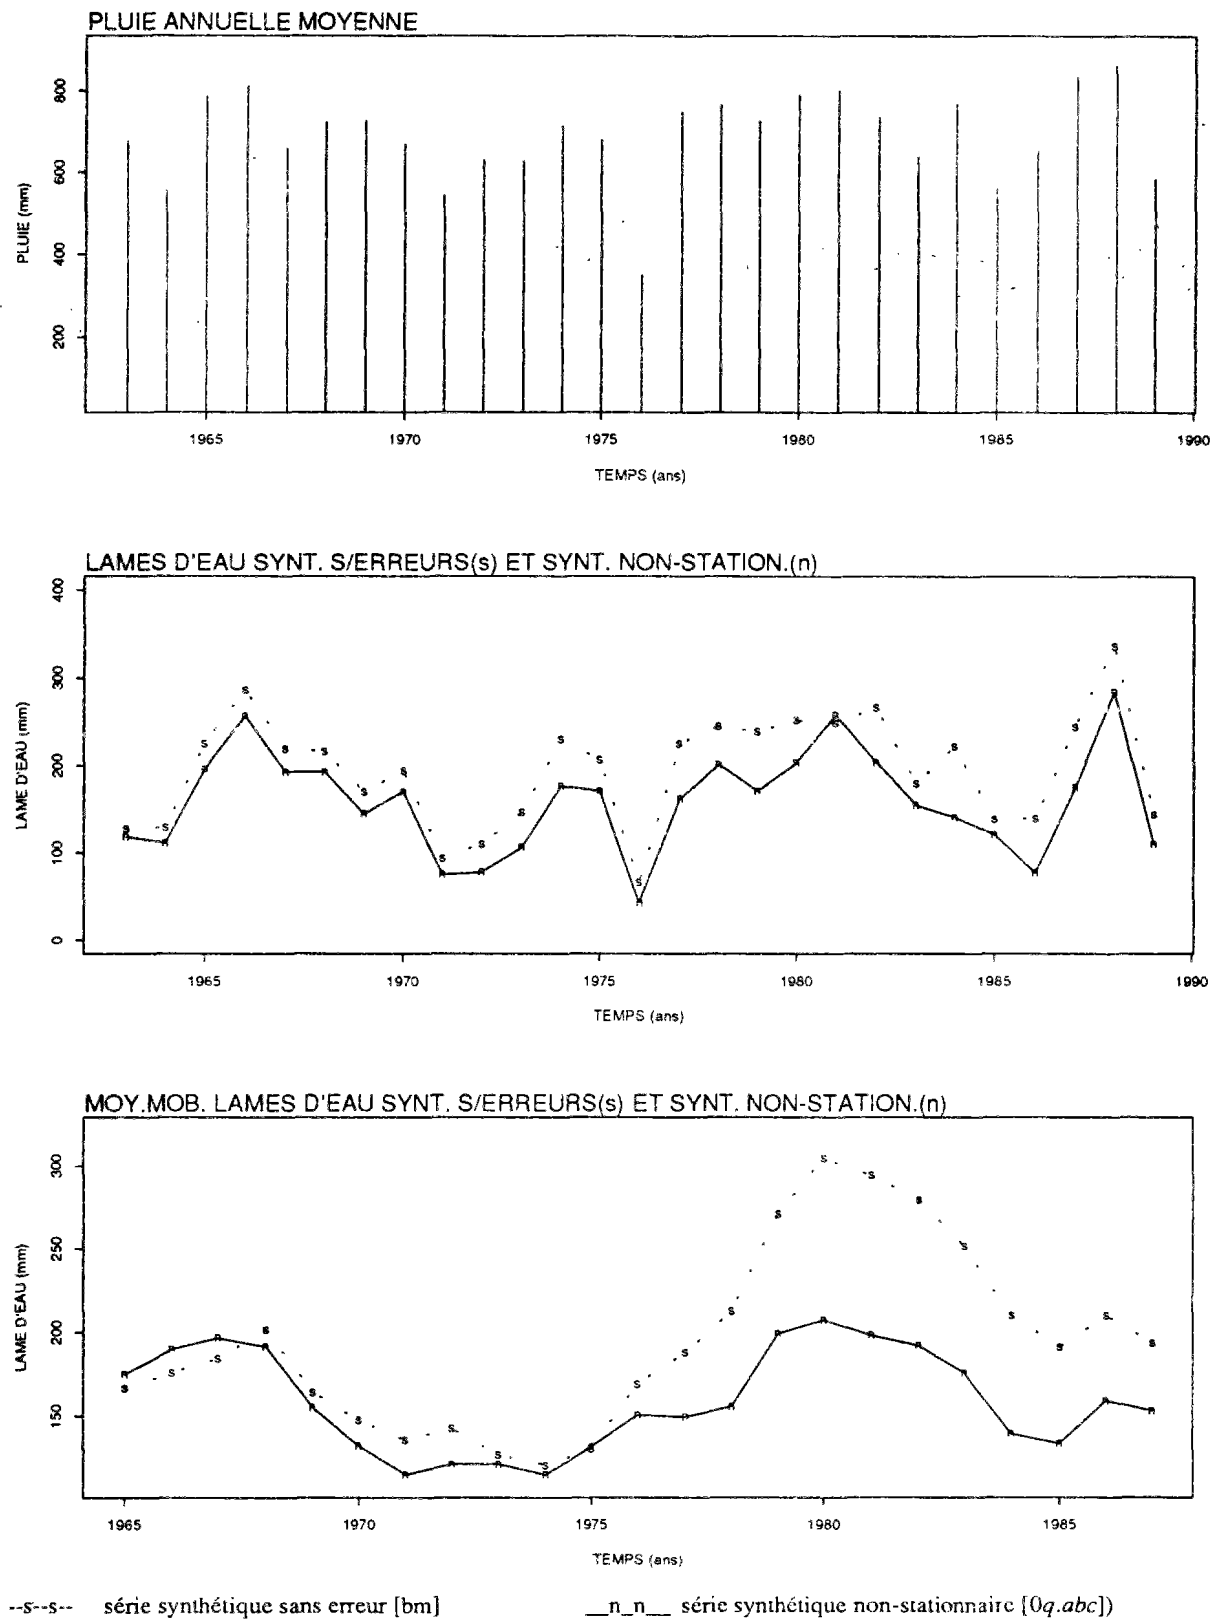 PLUIE ANNUELLE MOYENNE
800
600
400
200
PLUIE (mm)
1965 1970 1975 1980 1985 1990
TEMPS (ans)
LAMES D'EAU SYNT. S/ERREURS(s) ET SYNT. NON-STATION.(n)
400
300
200
100
0
LAME D'EAU (mm)
1965 1970 1975 1980 1985 1990
TEMPS (ans)
MOY.MOB. LAMES D'EAU SYNT. S/ERREURS(s) ET SYNT. NON-STATION.(n)
300
250
200
150
LAME D'EAU (mm)
1965 1970 1975 1980 1985
TEMPS (ans)
--s--s-- série synthétique sans erreur [bm] __n_n__ série synthétique non-stationnaire [0q.abc])